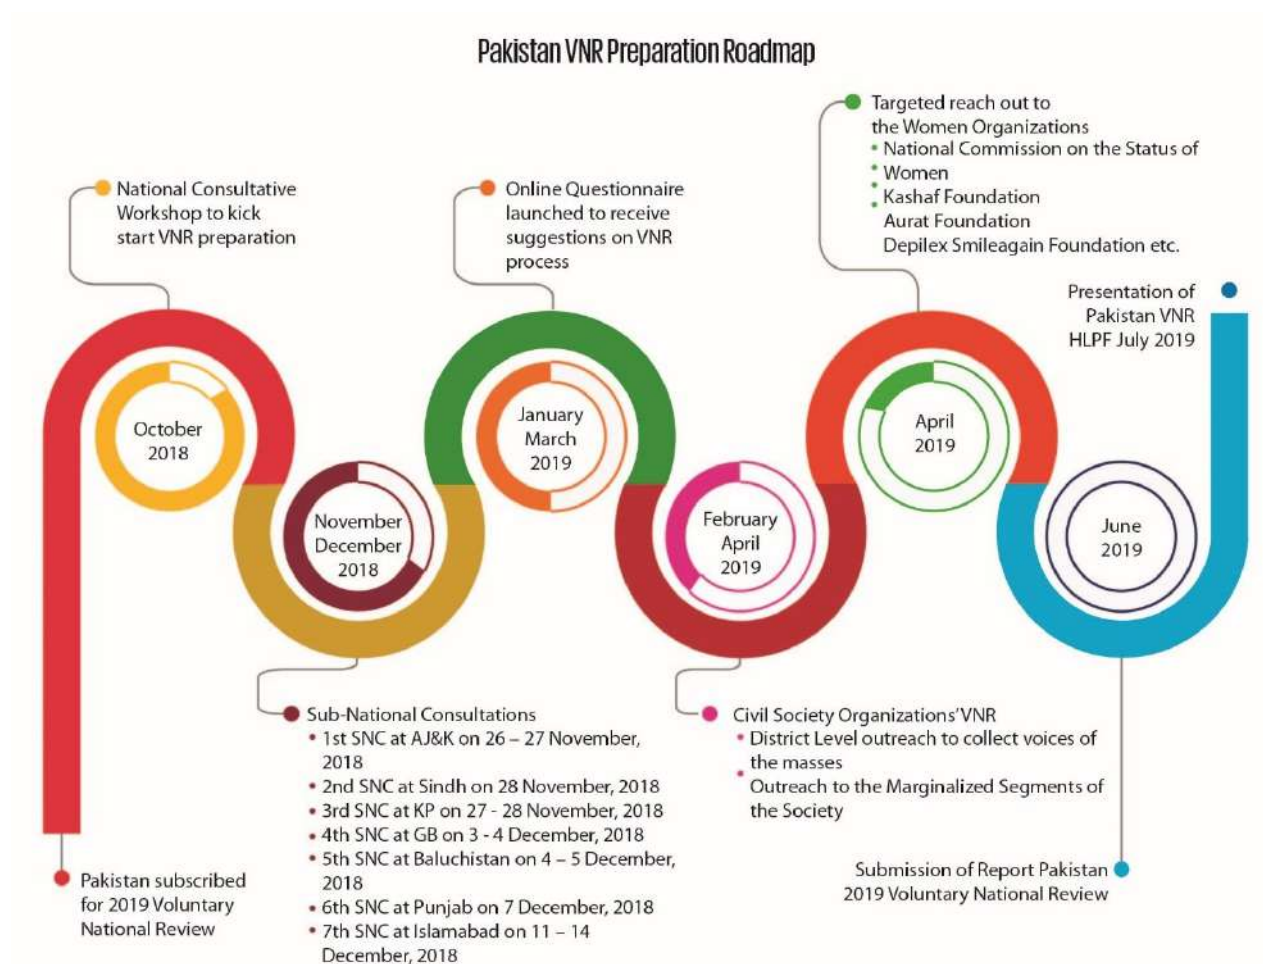 Pakistan VNR Preparation Roadmap
National Consultative
Workshop to kick
start VNR preparation
Online Questionnaire
launched to receive
suggestions on VNR
process
Targeted reach out to
the Women Organizations
• National Commission on the Status of
• Women
• Kashaf Foundation
• Aurat Foundation
Depilex Smileagain Foundation etc.
Presentation of
Pakistan VNR
HLPF July 2019
October
2018
November
December
2018
January
March
2019
February
April
2019
April
2019
June
2019
Pakistan subscribed
for 2019 Voluntary
National Review
Sub-National Consultations
• 1st SNC at AJ&K on 26 – 27 November,
2018
• 2nd SNC at Sindh on 28 November, 2018
• 3rd SNC at KP on 27 - 28 November, 2018
• 4th SNC at GB on 3 - 4 December, 2018
• 5th SNC at Baluchistan on 4 – 5 December,
2018
• 6th SNC at Punjab on 7 December, 2018
• 7th SNC at Islamabad on 11 – 14
December, 2018
Civil Society Organizations' VNR
• District Level outreach to collect voices of
the masses
• Outreach to the Marginalized Segments of
the Society
Submission of Report Pakistan
2019 Voluntary National Review